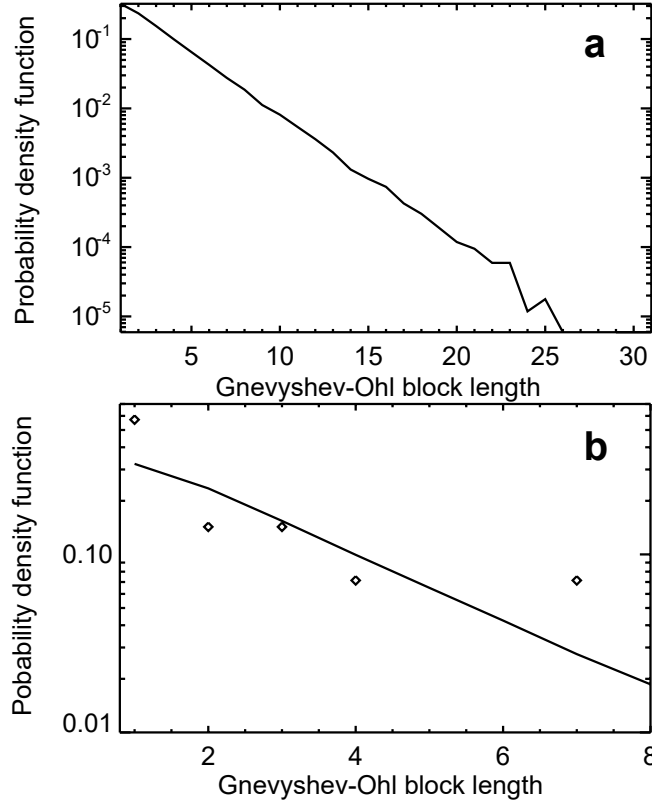 Probability density function
10⁻¹
10⁻²
10⁻³
10⁻⁴
10⁻⁵
a
5 10 15 20 25 30
Gnevyshev-Ohl block length
Pobability density function
0.10
0.01
b
2 4 6 8
Gnevyshev-Ohl block length